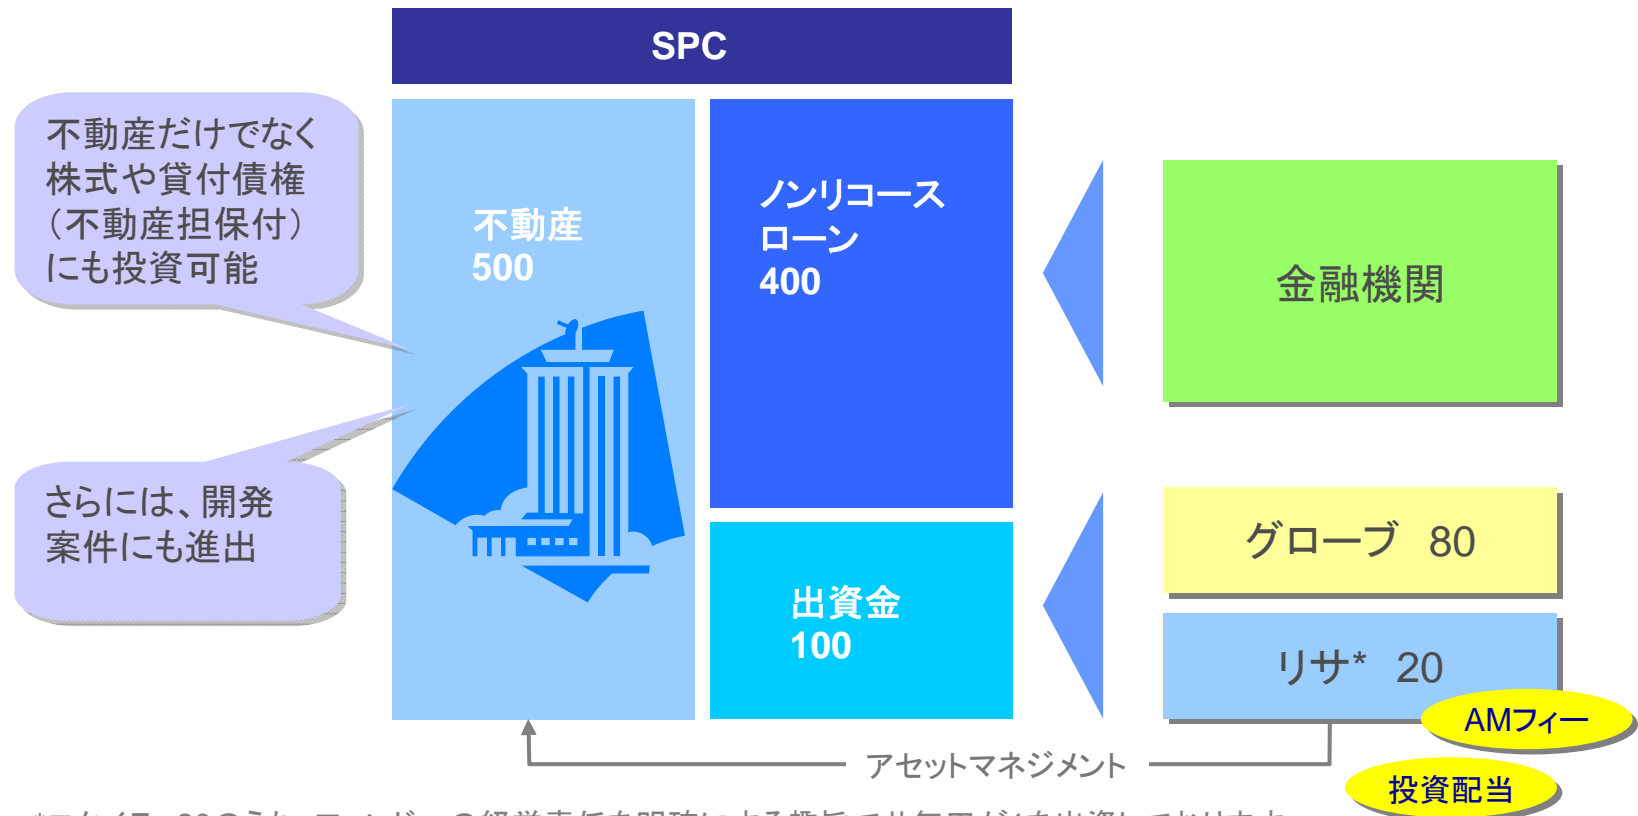 SPC
不動産だけでなく
株式や貸付債権
（不動産担保付）
にも投資可能
さらには、開発
案件にも進出
不動産
500
ノンリコース
ローン
400
出資金
100
金融機関
グローブ 80
リサ* 20
AMフィー
投資配当
アセットマネジメント